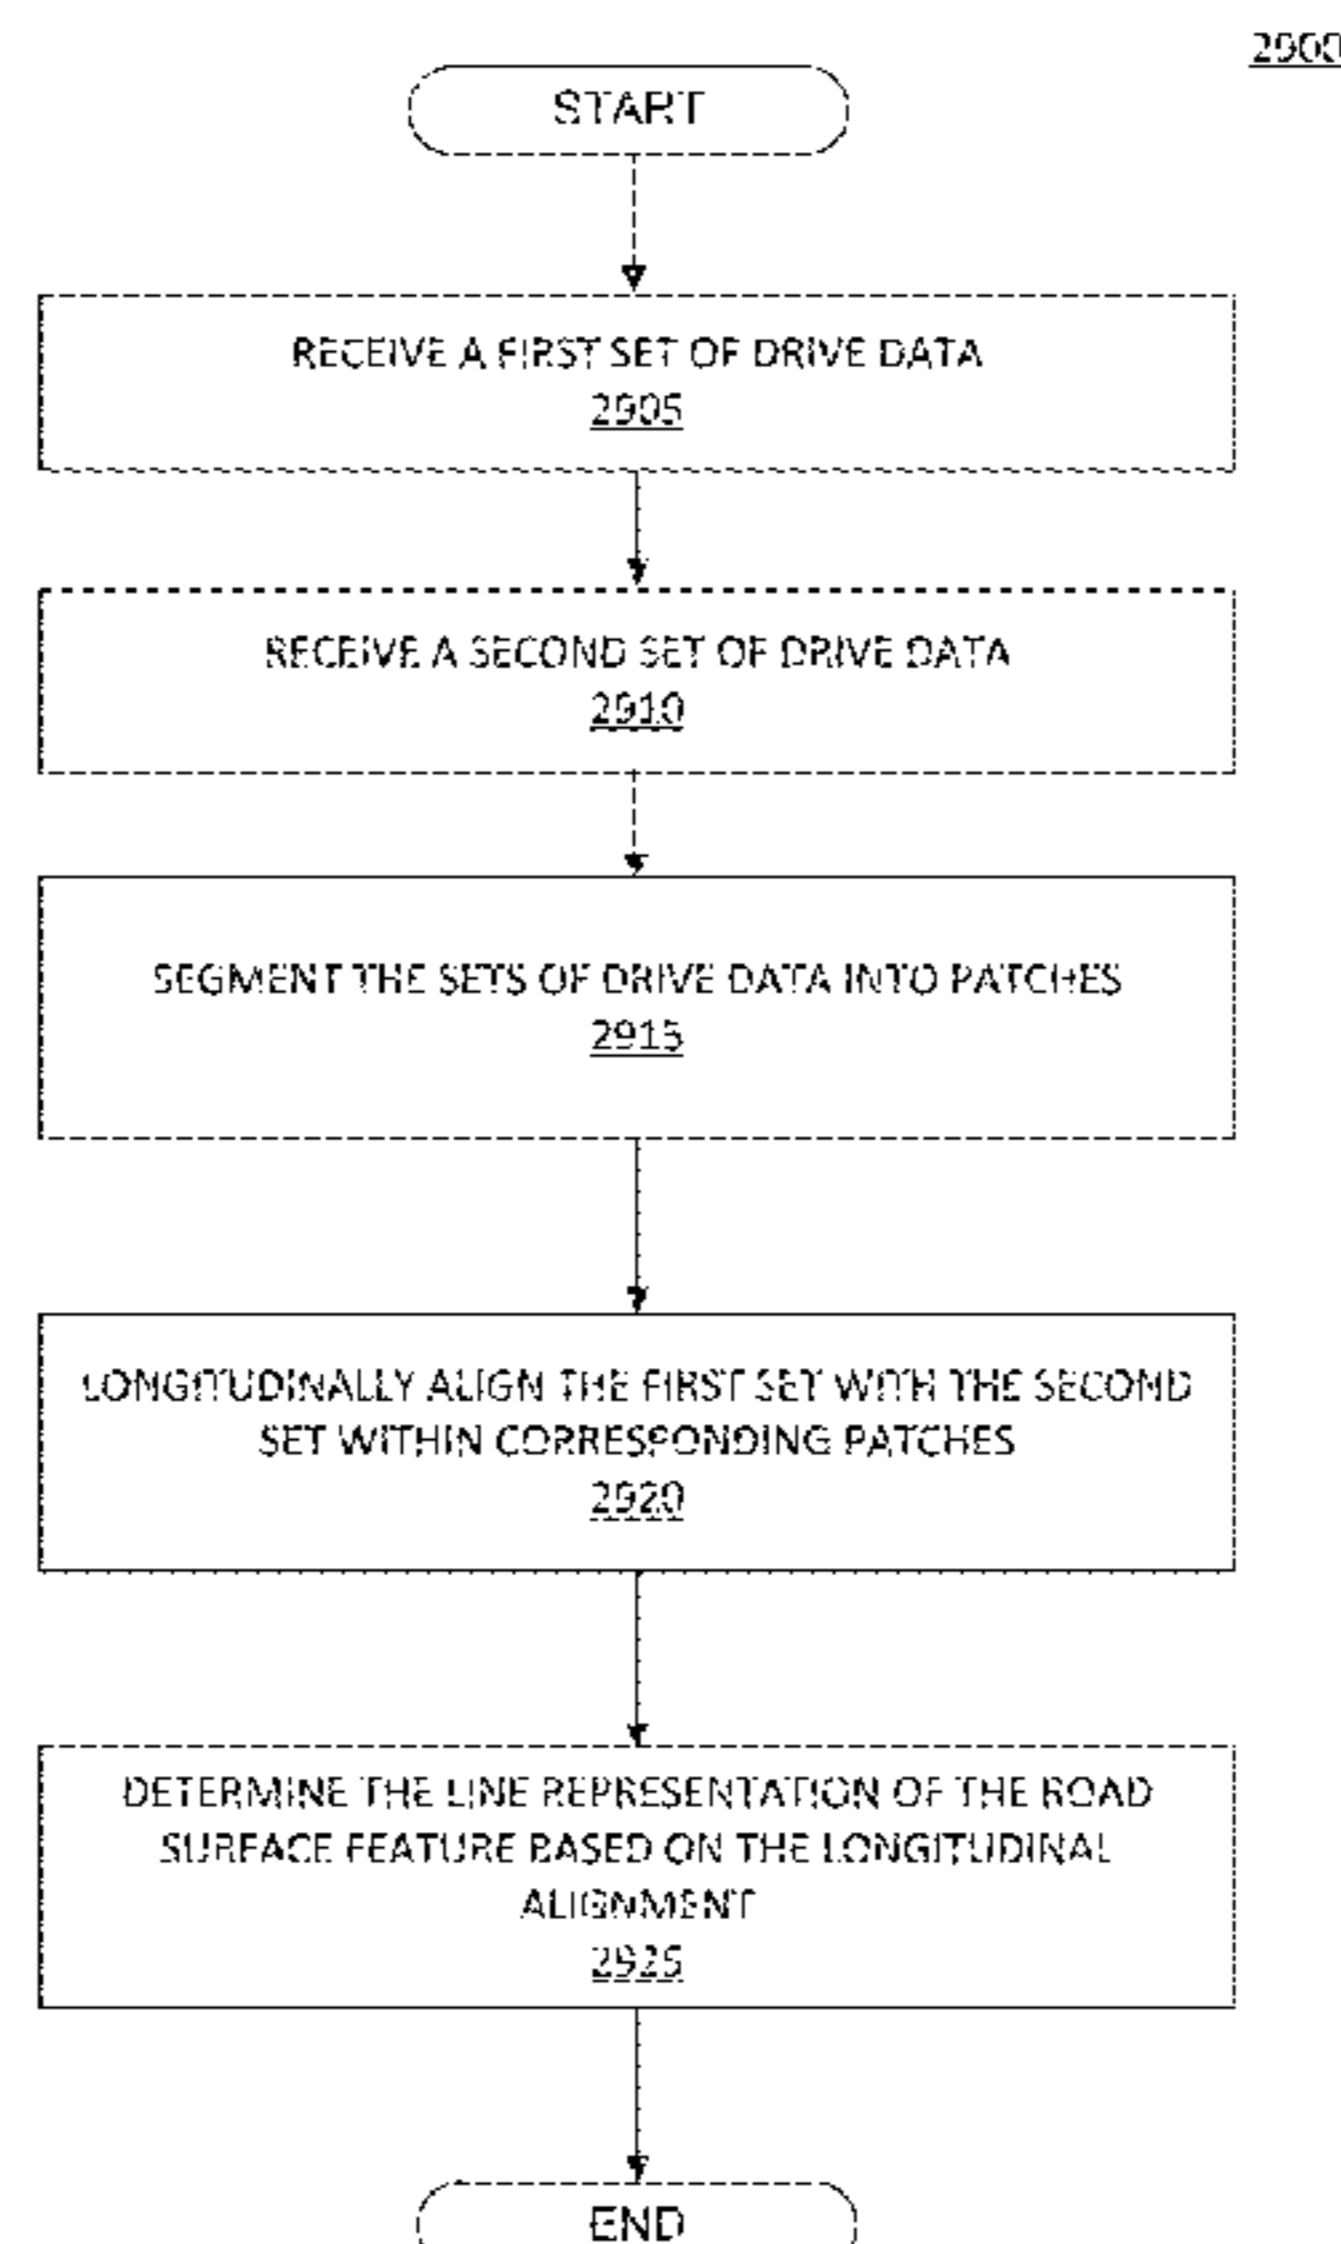 2900
START
RECEIVE A FIRST SET OF DRIVE DATA
2905
RECEIVE A SECOND SET OF DRIVE DATA
2910
SEGMENT THE SETS OF DRIVE DATA INTO PATCHES
2915
LONGITUDINALLY ALIGN THE FIRST SET WITH THE SECOND
SET WITHIN CORRESPONDING PATCHES
2920
DETERMINE THE LINE REPRESENTATION OF THE ROAD
SURFACE FEATURE BASED ON THE LONGITUDINAL
ALIGNMENT
2925
END